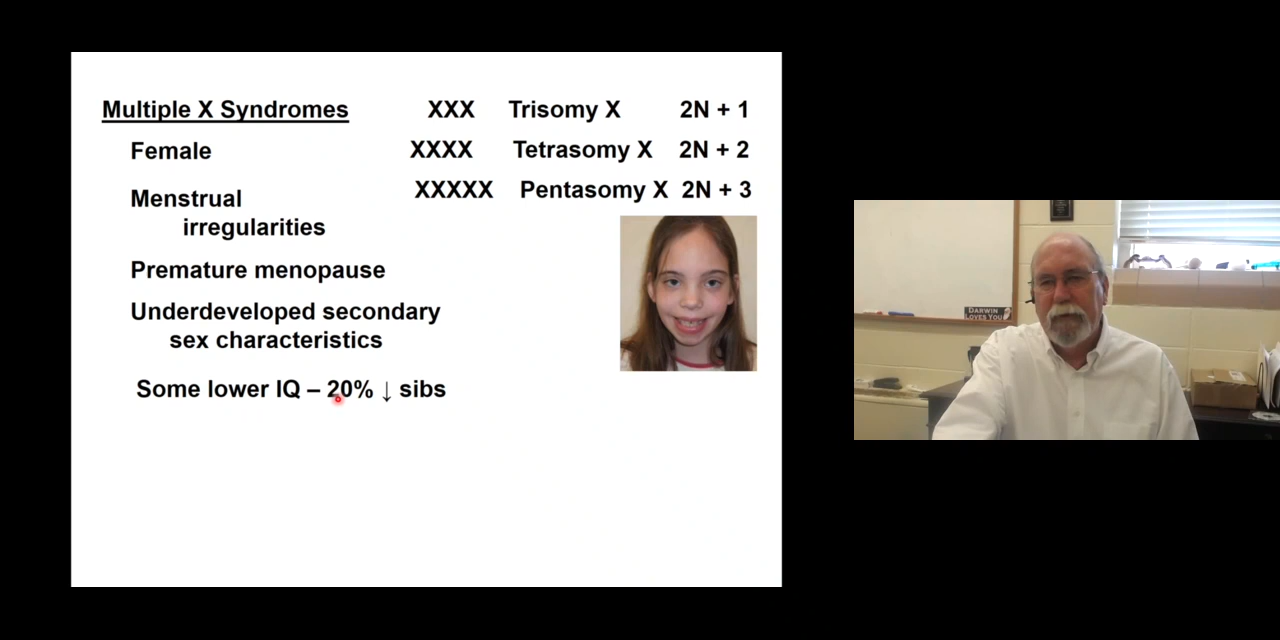 Multiple X Syndromes XXX Trisomy X 2N + 1
Female XXXX Tetrasomy X 2N + 2
Menstrual XXXXX Pentasomy X 2N + 3
irregularities
Premature menopause
Underdeveloped secondary
sex characteristics
Some lower IQ – 20% ↓ sibs
DARWIN
LOVES YOU